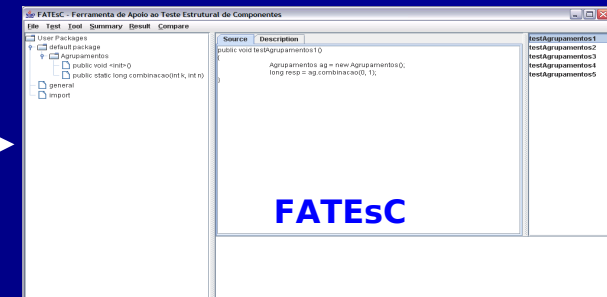 FATEsC - Ferramenta de Apoio ao Teste Estrutural de Componentes
File Test Tool Summary Result Compare
User Packages
default package
Agrupamentos
public void <init>()
public static long combinacao(int k, int n)
general
import
Source Description
public void testAgrupamentos1()
{
Agrupamentos ag = new Agrupamentos();
long resp = ag.combinacao(0, 1);
}
FATEsC
testAgrupamentos1
testAgrupamentos2
testAgrupamentos3
testAgrupamentos4
testAgrupamentos5